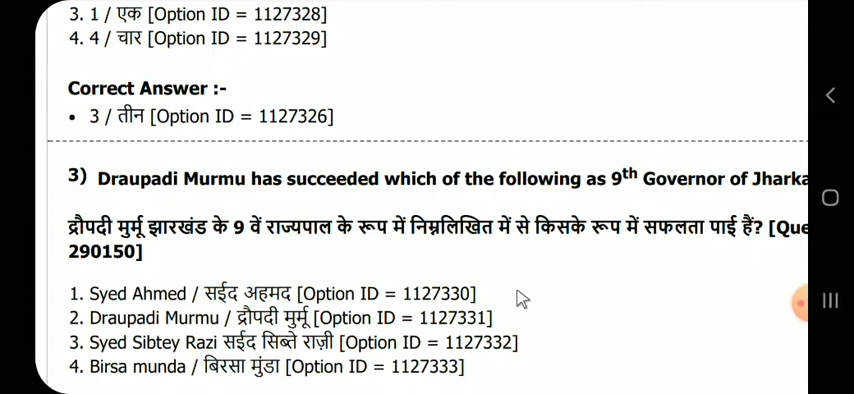 3. 1 / एक [Option ID = 1127328]
4. 4 / चार [Option ID = 1127329]
Correct Answer :-
• 3 / तीन [Option ID = 1127326]
3) Draupadi Murmu has succeeded which of the following as 9th Governor of Jharka
द्रौपदी मुर्मू झारखंड के 9 वें राज्यपाल के रूप में निम्नलिखित में से किसके रूप में सफलता पाई हैं? [Que
290150]
1. Syed Ahmed / सईद अहमद [Option ID = 1127330]
2. Draupadi Murmu / द्रौपदी मुर्मू [Option ID = 1127331]
3. Syed Sibtey Razi सईद सिब्ते राज़ी [Option ID = 1127332]
4. Birsa munda / बिरसा मुंडा [Option ID = 1127333]